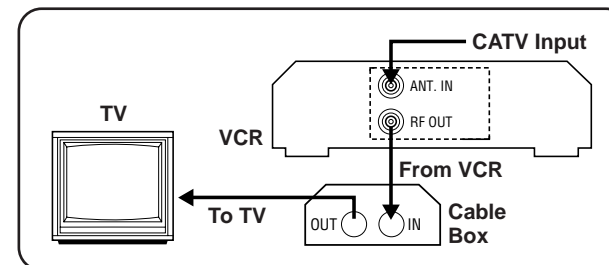 CATV Input
ANT. IN
TV
RF OUT
VCR
From VCR
To TV
OUT
IN
Cable
Box